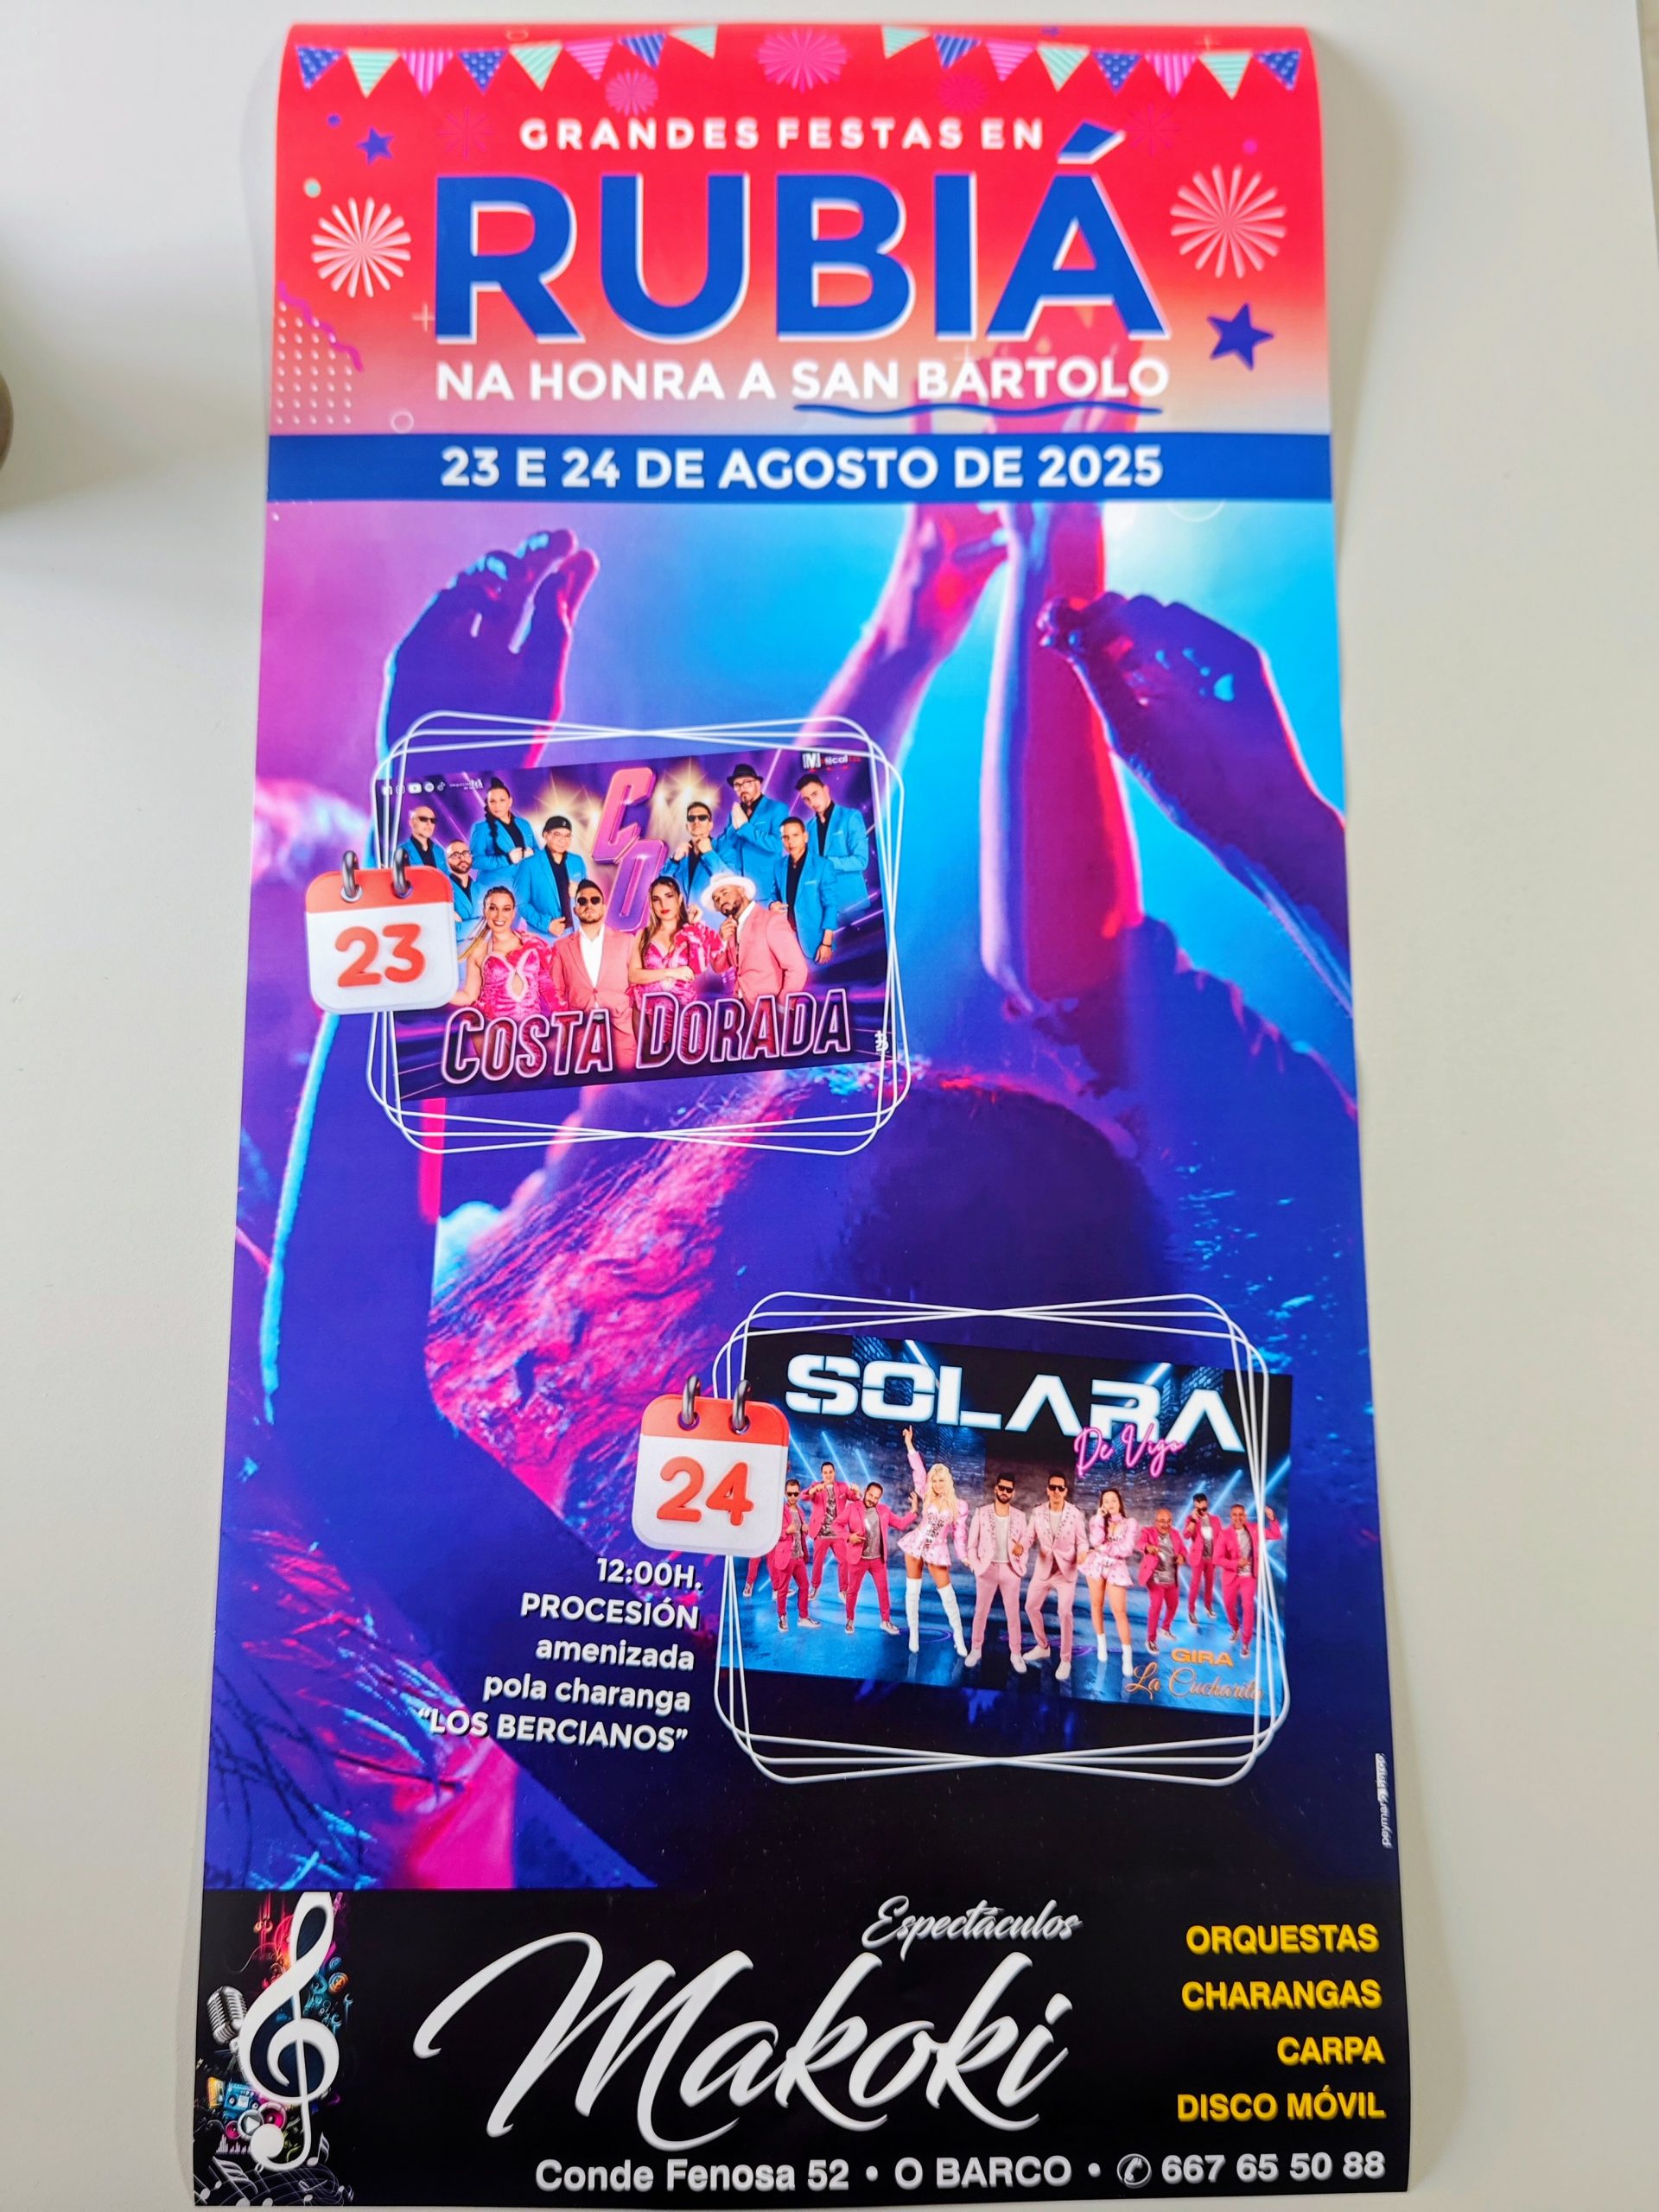 GRANDES FESTAS EN
RUBIÁ
NA HONRA A SAN BARTOLO
23 E 24 DE AGOSTO DE 2025
CO
23
COSTA DORADA
SOLARA
De Vigo
24
GIRA
La Cucharita
12:00H.
PROCESIÓN
amenizada
pola charanga
"LOS BERCIANOS"
Espectáculos
Makoki
ORQUESTAS
CHARANGAS
CARPA
DISCO MÓVIL
Conde Fenosa 52 • O BARCO • ✆ 667 65 50 88